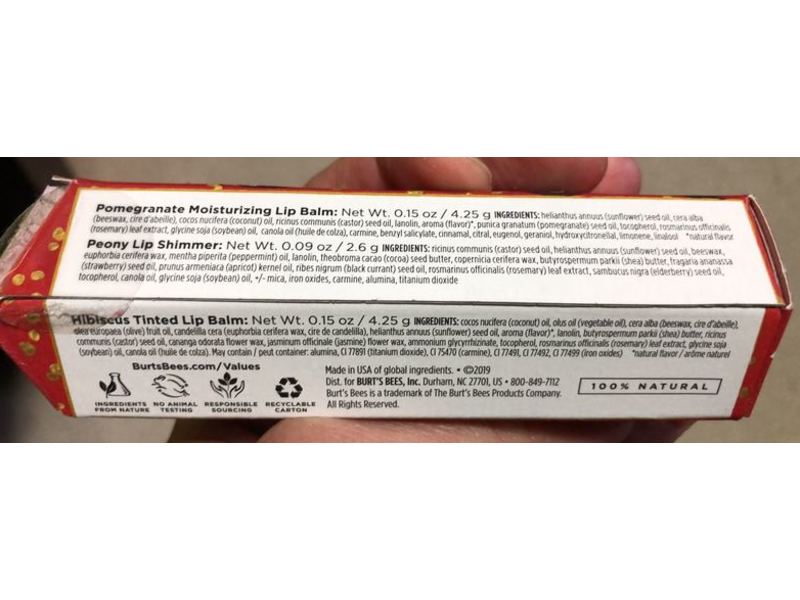 Pomegranate Moisturizing Lip Balm: Net Wt. 0.15 oz / 4.25 g INGREDIENTS: helianthus annuus (sunflower) seed oil, cera alba
(beeswax, cire d'abeille), cocos nucifera (coconut) oil, ricinus communis (castor) seed oil, lanolin, aroma (flavor)*, punica granatum (pomegranate) seed oil, tocopherol, rosmarinus officinalis
(rosemary) leaf extract, glycine soja (soybean) oil, canola oil (huile de colza), carmine, benzyl salicylate, cinnamal, citral, eugenol, geraniol, hydroxycitronellal, limonene, linalool *natural flavor
Peony Lip Shimmer: Net Wt. 0.09 oz / 2.6 g INGREDIENTS: ricinus communis (castor) seed oil, helianthus annuus (sunflower) seed oil, beeswax,
euphorbia cerifera wax, mentha piperita (peppermint) oil, lanolin, theobroma cacao (cocoa) seed butter, copernicia cerifera wax, butyrospermum parkii (shea) butter, fragaria ananassa
(strawberry) seed oil, prunus armeniaca (apricot) kernel oil, ribes nigrum (black currant) seed oil, rosmarinus officinalis (rosemary) leaf extract, sambucus nigra (elderberry) seed oil,
tocopherol, canola oil, glycine soja (soybean) oil, +/- mica, iron oxides, carmine, alumina, titanium dioxide
Hibiscus Tinted Lip Balm: Net Wt. 0.15 oz / 4.25 g INGREDIENTS: cocos nucifera (coconut) oil, olus oil (vegetable oil), cera alba (beeswax, cire d'abeille),
olea europaea (olive) fruit oil, candelilla cera (euphorbia cerifera wax, cire de candelilla), helianthus annuus (sunflower) seed oil, aroma (flavor)*, lanolin, butyrospermum parkii (shea) butter, ricinus
communis (castor) seed oil, cananga odorata flower wax, jasminum officinale (jasmine) flower wax, ammonium glycyrrhizinate, tocopherol, rosmarinus officinalis (rosemary) leaf extract, glycine soja
(soybean) oil, canola oil (huile de colza). May contain / peut contenir: alumina, CI 77891 (titanium dioxide), CI 75470 (carmine), CI 77491, CI 77492, CI 77499 (iron oxides) *natural flavor / arôme naturel
BurtsBees.com/Values
INGREDIENTS FROM NATURE
NO ANIMAL TESTING
RESPONSIBLE SOURCING
RECYCLABLE CARTON
Made in USA of global ingredients. • ©2019
Dist. for BURT'S BEES, Inc. Durham, NC 27701, US • 800-849-7112
Burt's Bees is a trademark of The Burt's Bees Products Company.
All Rights Reserved.
100% NATURAL